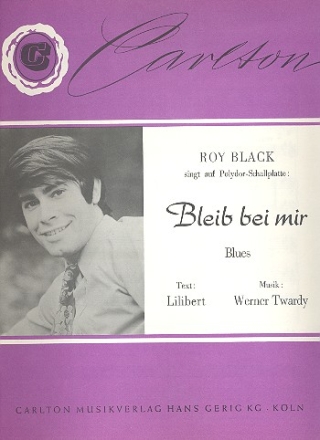 C
Carlton
ROY BLACK
singt auf Polydor-Schallplatte:
Bleib bei mir
Blues
Text: Musik:
Lilibert Werner Twardy
CARLTON MUSIKVERLAG HANS GERIG KG · KÖLN